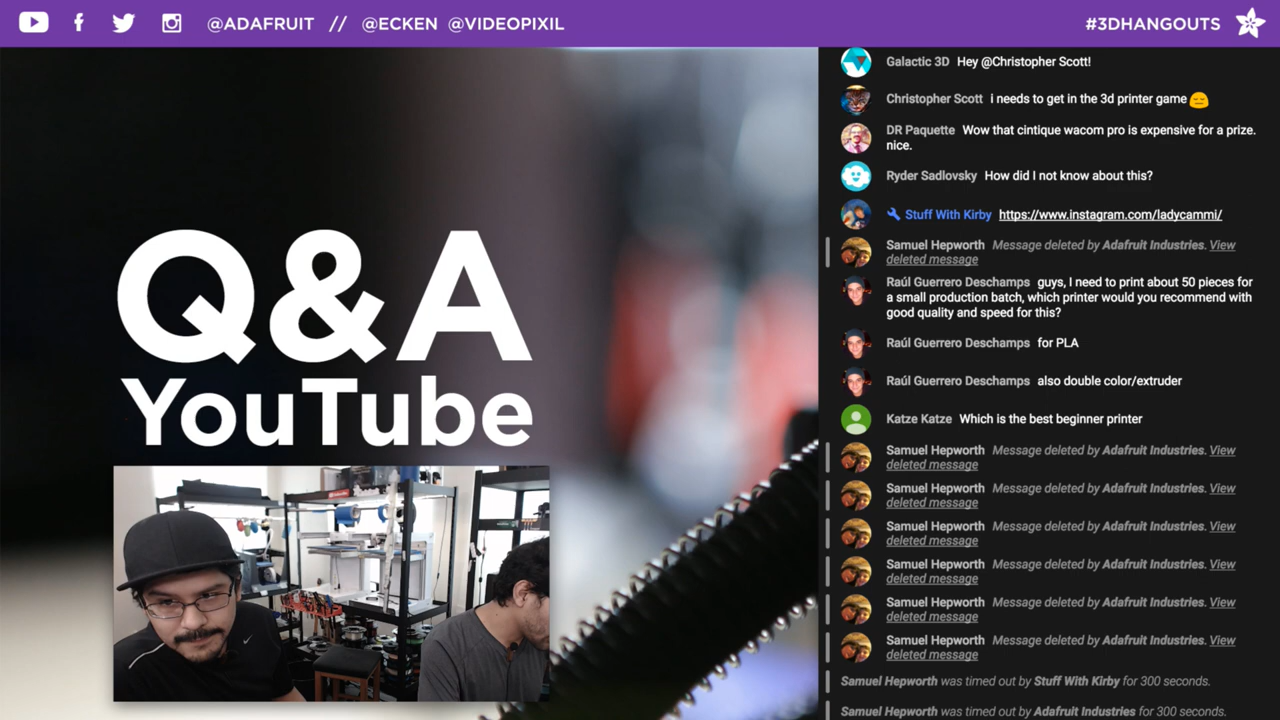 @ADAFRUIT // @ECKEN @VIDEOPIXIL
#3DHANGOUTS
Q&A
YouTube
Galactic 3D Hey @Christopher Scott!
Christopher Scott i needs to get in the 3d printer game 😔
DR Paquette Wow that cintique wacom pro is expensive for a prize.
nice.
Ryder Sadlovsky How did I not know about this?
Stuff With Kirby https://www.instagram.com/ladycammi/
Samuel Hepworth Message deleted by Adafruit Industries. View
deleted message
Raúl Guerrero Deschamps guys, I need to print about 50 pieces for
a small production batch, which printer would you recommend with
good quality and speed for this?
Raúl Guerrero Deschamps for PLA
Raúl Guerrero Deschamps also double color/extruder
Katze Katze Which is the best beginner printer
Samuel Hepworth Message deleted by Adafruit Industries. View
deleted message
Samuel Hepworth Message deleted by Adafruit Industries. View
deleted message
Samuel Hepworth Message deleted by Adafruit Industries. View
deleted message
Samuel Hepworth Message deleted by Adafruit Industries. View
deleted message
Samuel Hepworth Message deleted by Adafruit Industries. View
deleted message
Samuel Hepworth Message deleted by Adafruit Industries. View
deleted message
Samuel Hepworth was timed out by Stuff With Kirby for 300 seconds.
Samuel Hepworth was timed out by Adafruit Industries for 300 seconds.